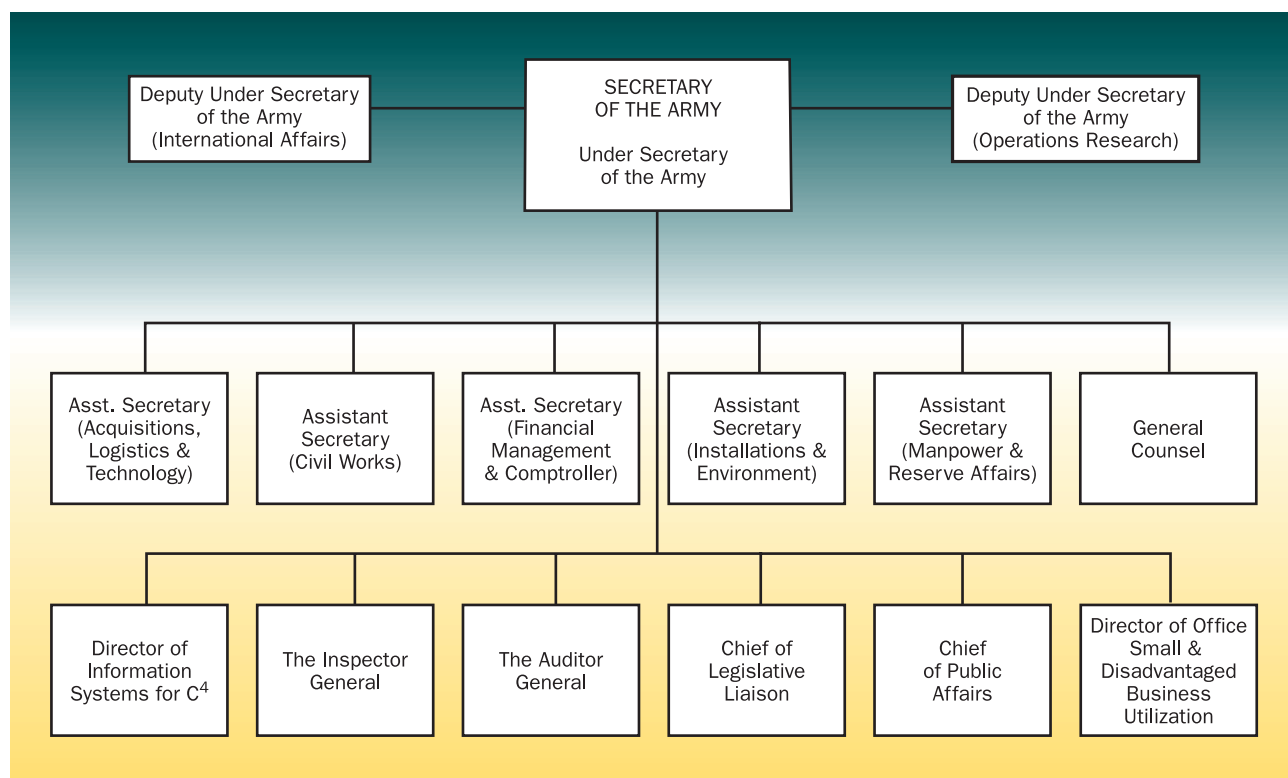 Deputy Under Secretary
of the Army
(International Affairs)
SECRETARY
OF THE ARMY
Under Secretary
of the Army
Deputy Under Secretary
of the Army
(Operations Research)
Asst. Secretary
(Acquisitions,
Logistics &
Technology)
Assistant
Secretary
(Civil Works)
Asst. Secretary
(Financial
Management
& Comptroller)
Assistant
Secretary
(Installations &
Environment)
Assistant
Secretary
(Manpower &
Reserve Affairs)
General
Counsel
Director of
Information
Systems for C⁴
The Inspector
General
The Auditor
General
Chief of
Legislative
Liaison
Chief
of Public
Affairs
Director of Office
Small &
Disadvantaged
Business
Utilization